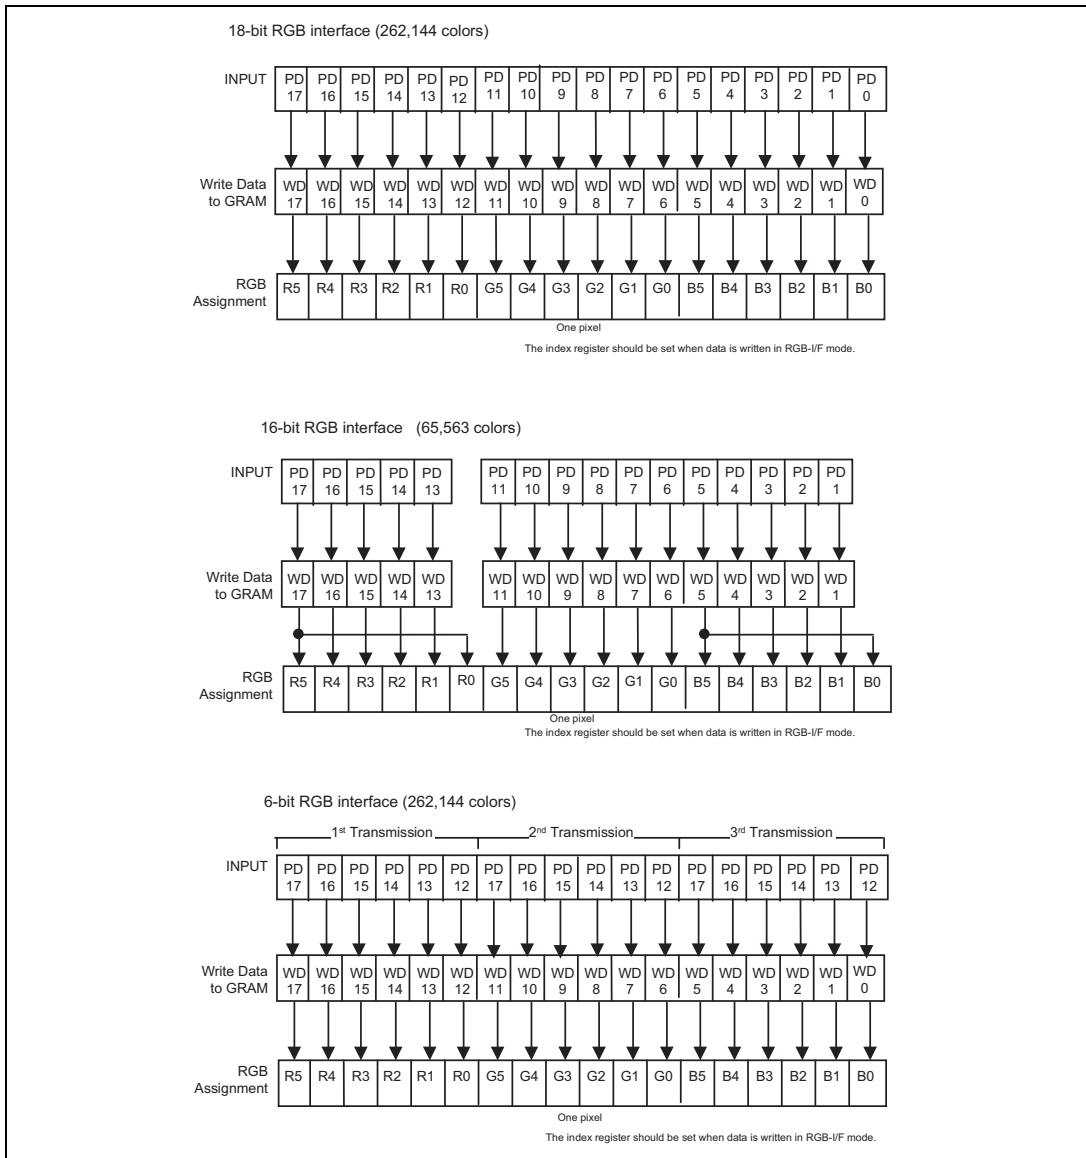 18-bit RGB interface (262,144 colors)
INPUT PD 17 PD 16 PD 15 PD 14 PD 13 PD 12 PD 11 PD 10 PD 9 PD 8 PD 7 PD 6 PD 5 PD 4 PD 3 PD 2 PD 1 PD 0
Write Data to GRAM WD 17 WD 16 WD 15 WD 14 WD 13 WD 12 WD 11 WD 10 WD 9 WD 8 WD 7 WD 6 WD 5 WD 4 WD 3 WD 2 WD 1 WD 0
RGB Assignment R5 R4 R3 R2 R1 R0 G5 G4 G3 G2 G1 G0 B5 B4 B3 B2 B1 B0
One pixel
The index register should be set when data is written in RGB-I/F mode.
16-bit RGB interface (65,563 colors)
INPUT PD 17 PD 16 PD 15 PD 14 PD 13 PD 11 PD 10 PD 9 PD 8 PD 7 PD 6 PD 5 PD 4 PD 3 PD 2 PD 1
Write Data to GRAM WD 17 WD 16 WD 15 WD 14 WD 13 WD 11 WD 10 WD 9 WD 8 WD 7 WD 6 WD 5 WD 4 WD 3 WD 2 WD 1
RGB Assignment R5 R4 R3 R2 R1 R0 G5 G4 G3 G2 G1 G0 B5 B4 B3 B2 B1 B0
One pixel
The index register should be set when data is written in RGB-I/F mode.
6-bit RGB interface (262,144 colors)
1st Transmission 2nd Transmission 3rd Transmission
INPUT PD 17 PD 16 PD 15 PD 14 PD 13 PD 12 PD 17 PD 16 PD 15 PD 14 PD 13 PD 12 PD 17 PD 16 PD 15 PD 14 PD 13 PD 12
Write Data to GRAM WD 17 WD 16 WD 15 WD 14 WD 13 WD 12 WD 11 WD 10 WD 9 WD 8 WD 7 WD 6 WD 5 WD 4 WD 3 WD 2 WD 1 WD 0
RGB Assignment R5 R4 R3 R2 R1 R0 G5 G4 G3 G2 G1 G0 B5 B4 B3 B2 B1 B0
One pixel
The index register should be set when data is written in RGB-I/F mode.